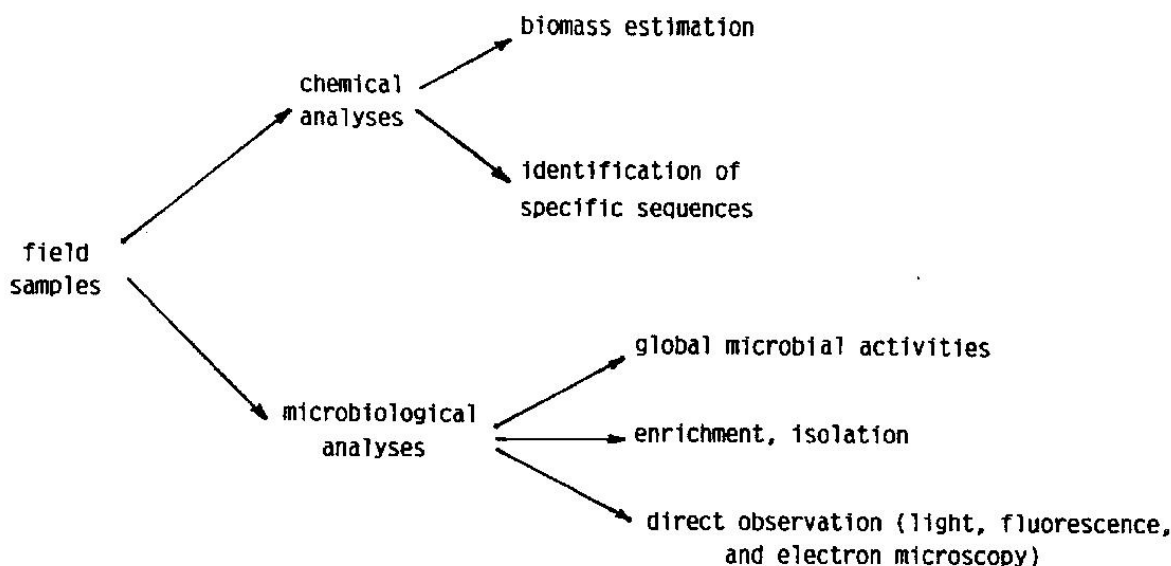 biomass estimation
chemical
analyses
identification of
specific sequences
field
samples
global microbial activities
microbiological
analyses
enrichment, isolation
direct observation (light, fluorescence,
and electron microscopy)